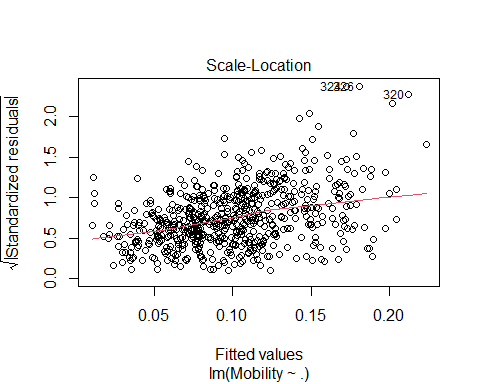 Scale-Location
√|Standardized residuals|
0.0
0.5
1.0
1.5
2.0
320
0.05
0.10
0.15
0.20
Fitted values
lm(Mobility ~ .)